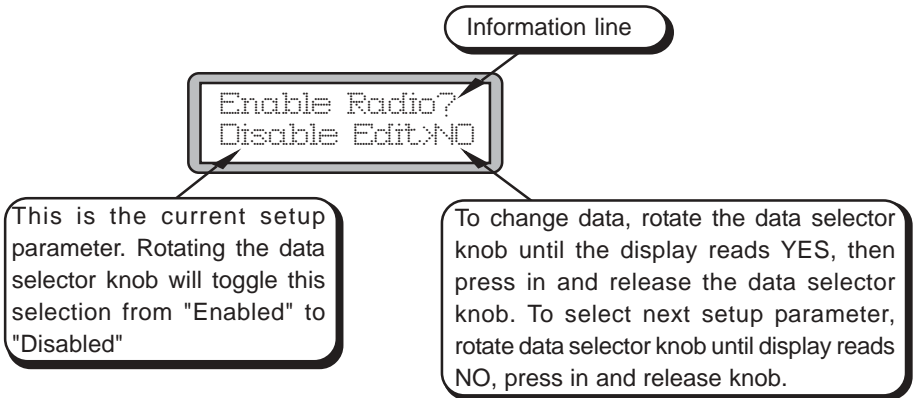 Information line
Enable Radio?
Disable Edit>NO
This is the current setup
parameter. Rotating the data
selector knob will toggle this
selection from "Enabled" to
"Disabled"
To change data, rotate the data selector
knob until the display reads YES, then
press in and release the data selector
knob. To select next setup parameter,
rotate data selector knob until display reads
NO, press in and release knob.